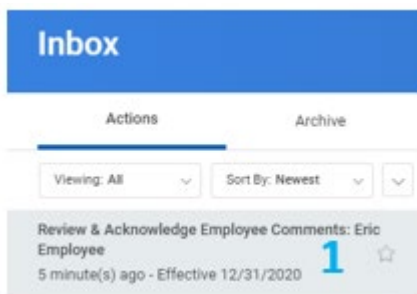 Inbox
Actions Archive
Viewing: All Sort By: Newest
Review & Acknowledge Employee Comments: Eric
Employee
5 minute(s) ago - Effective 12/31/2020
1